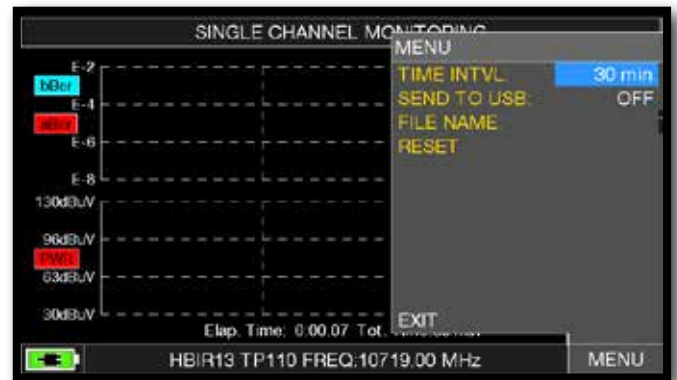 SINGLE CHANNEL MONITORING
MENU
TIME INTVL: 30 min
SEND TO USB: OFF
FILE NAME
RESET
EXIT
E-2
bBer
E-4
aBer
E-6
E-8
130dBuV
96dBuV
PWR
63dBuV
30dBuV
Elap. Time: 0:00.07 Tot.
HBIR13 TP110 FREQ:10719.00 MHz
MENU